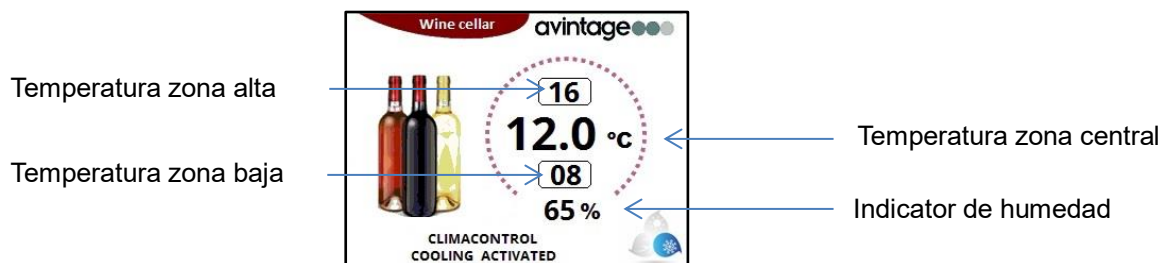 Wine cellar
avintage
Temperatura zona alta
16
12.0 °c
Temperatura zona central
Temperatura zona baja
08
65 %
Indicator de humedad
CLIMACONTROL
COOLING ACTIVATED